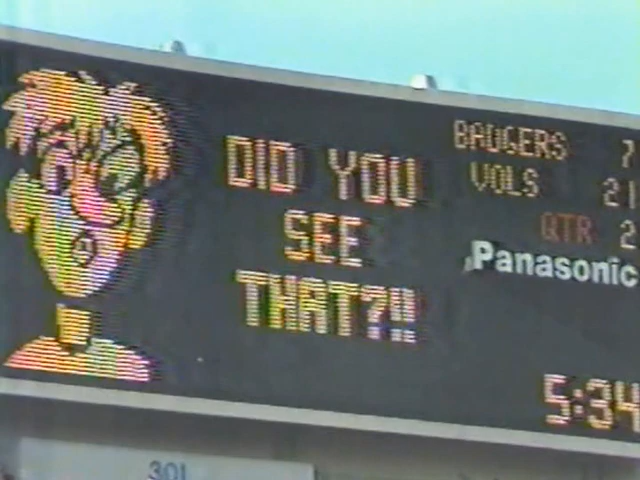 DID YOU
SEE
THAT?!!
BADGERS 7
VOLS 21
QTR 2
Panasonic
5:34
301